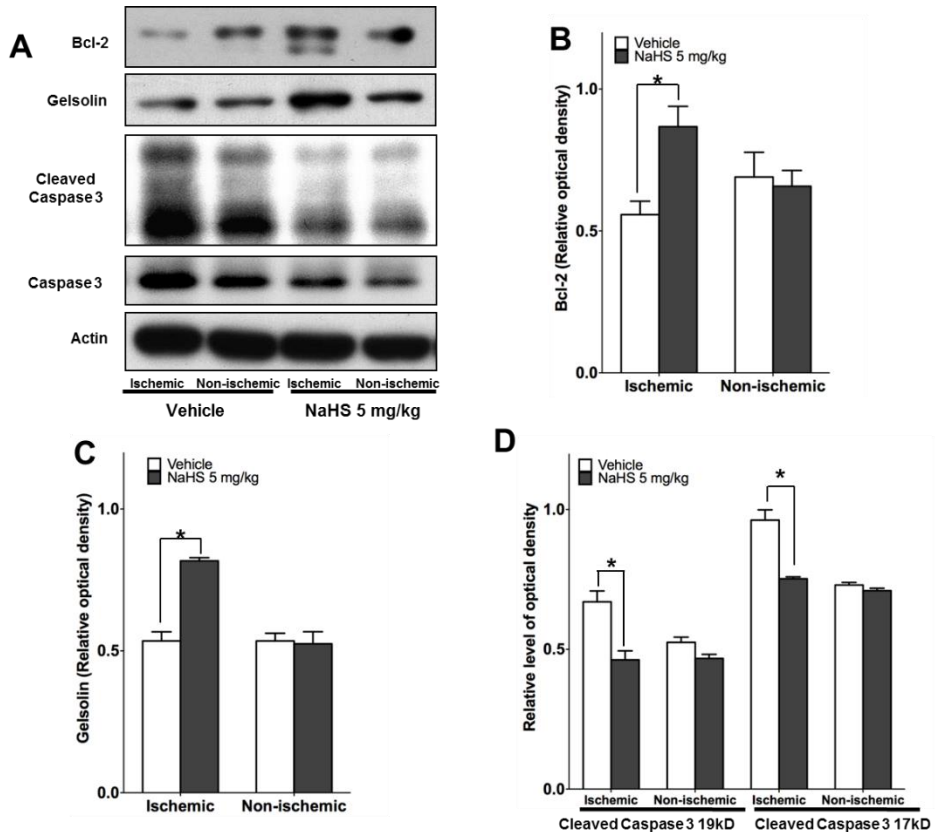 A
Bcl-2
Gelsolin
Cleaved
Caspase 3
Caspase 3
Actin
Ischemic Non-ischemic Ischemic Non-ischemic
Vehicle NaHS 5 mg/kg
B
Vehicle
NaHS 5 mg/kg
*
1.0
0.5
0.0
Bcl-2 (Relative optical density)
Ischemic Non-ischemic
C
Vehicle
NaHS 5 mg/kg
*
1.0
0.5
0.0
Gelsolin (Relative optical density)
Ischemic Non-ischemic
D
Vehicle
NaHS 5 mg/kg
*
*
1.0
0.5
0.0
Relative level of optical density
Ischemic Non-ischemic Ischemic Non-ischemic
Cleaved Caspase 3 19kD Cleaved Caspase 3 17kD